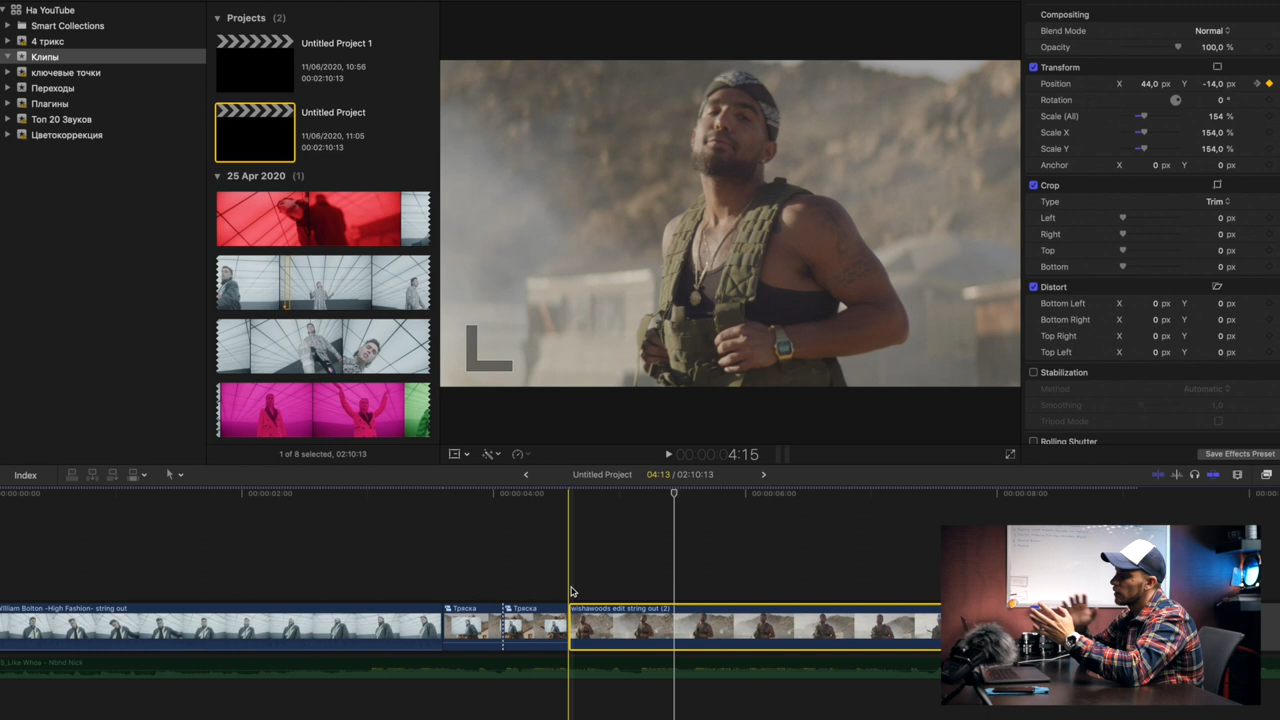 На YouTube
Smart Collections
4 трикс
Клипы
ключевые точки
Переходы
Плагины
Топ 20 Звуков
Цветокоррекция
Projects (2)
Untitled Project 1
11/06/2020, 10:56
00:02:10:13
Untitled Project
11/06/2020, 11:05
00:02:10:13
25 Apr 2020 (1)
1 of 8 selected, 02:10:13
00:00:00:04:15
Compositing
Blend Mode Normal
Opacity 100,0 %
Transform
Position X 44,0 px Y -14,0 px
Rotation 0 °
Scale (All) 154 %
Scale X 154,0 %
Scale Y 154,0 %
Anchor X 0 px Y 0 px
Crop
Type Trim
Left 0 px
Right 0 px
Top 0 px
Bottom 0 px
Distort
Bottom Left X 0 px Y 0 px
Bottom Right X 0 px Y 0 px
Top Right X 0 px Y 0 px
Top Left X 0 px Y 0 px
Stabilization
Method Automatic
Smoothing 1,0
Tripod Mode
Rolling Shutter
Save Effects Preset
Index
Untitled Project 04:13 / 02:10:13
00:00:00:00 00:00:02:00 00:00:04:00 00:00:06:00 00:00:08:00 00:00
William Bolton -High Fashion- string out
Тряска
Тряска
wishawoods edit string out (2)
S_Like Whoa - Nbhd Nick